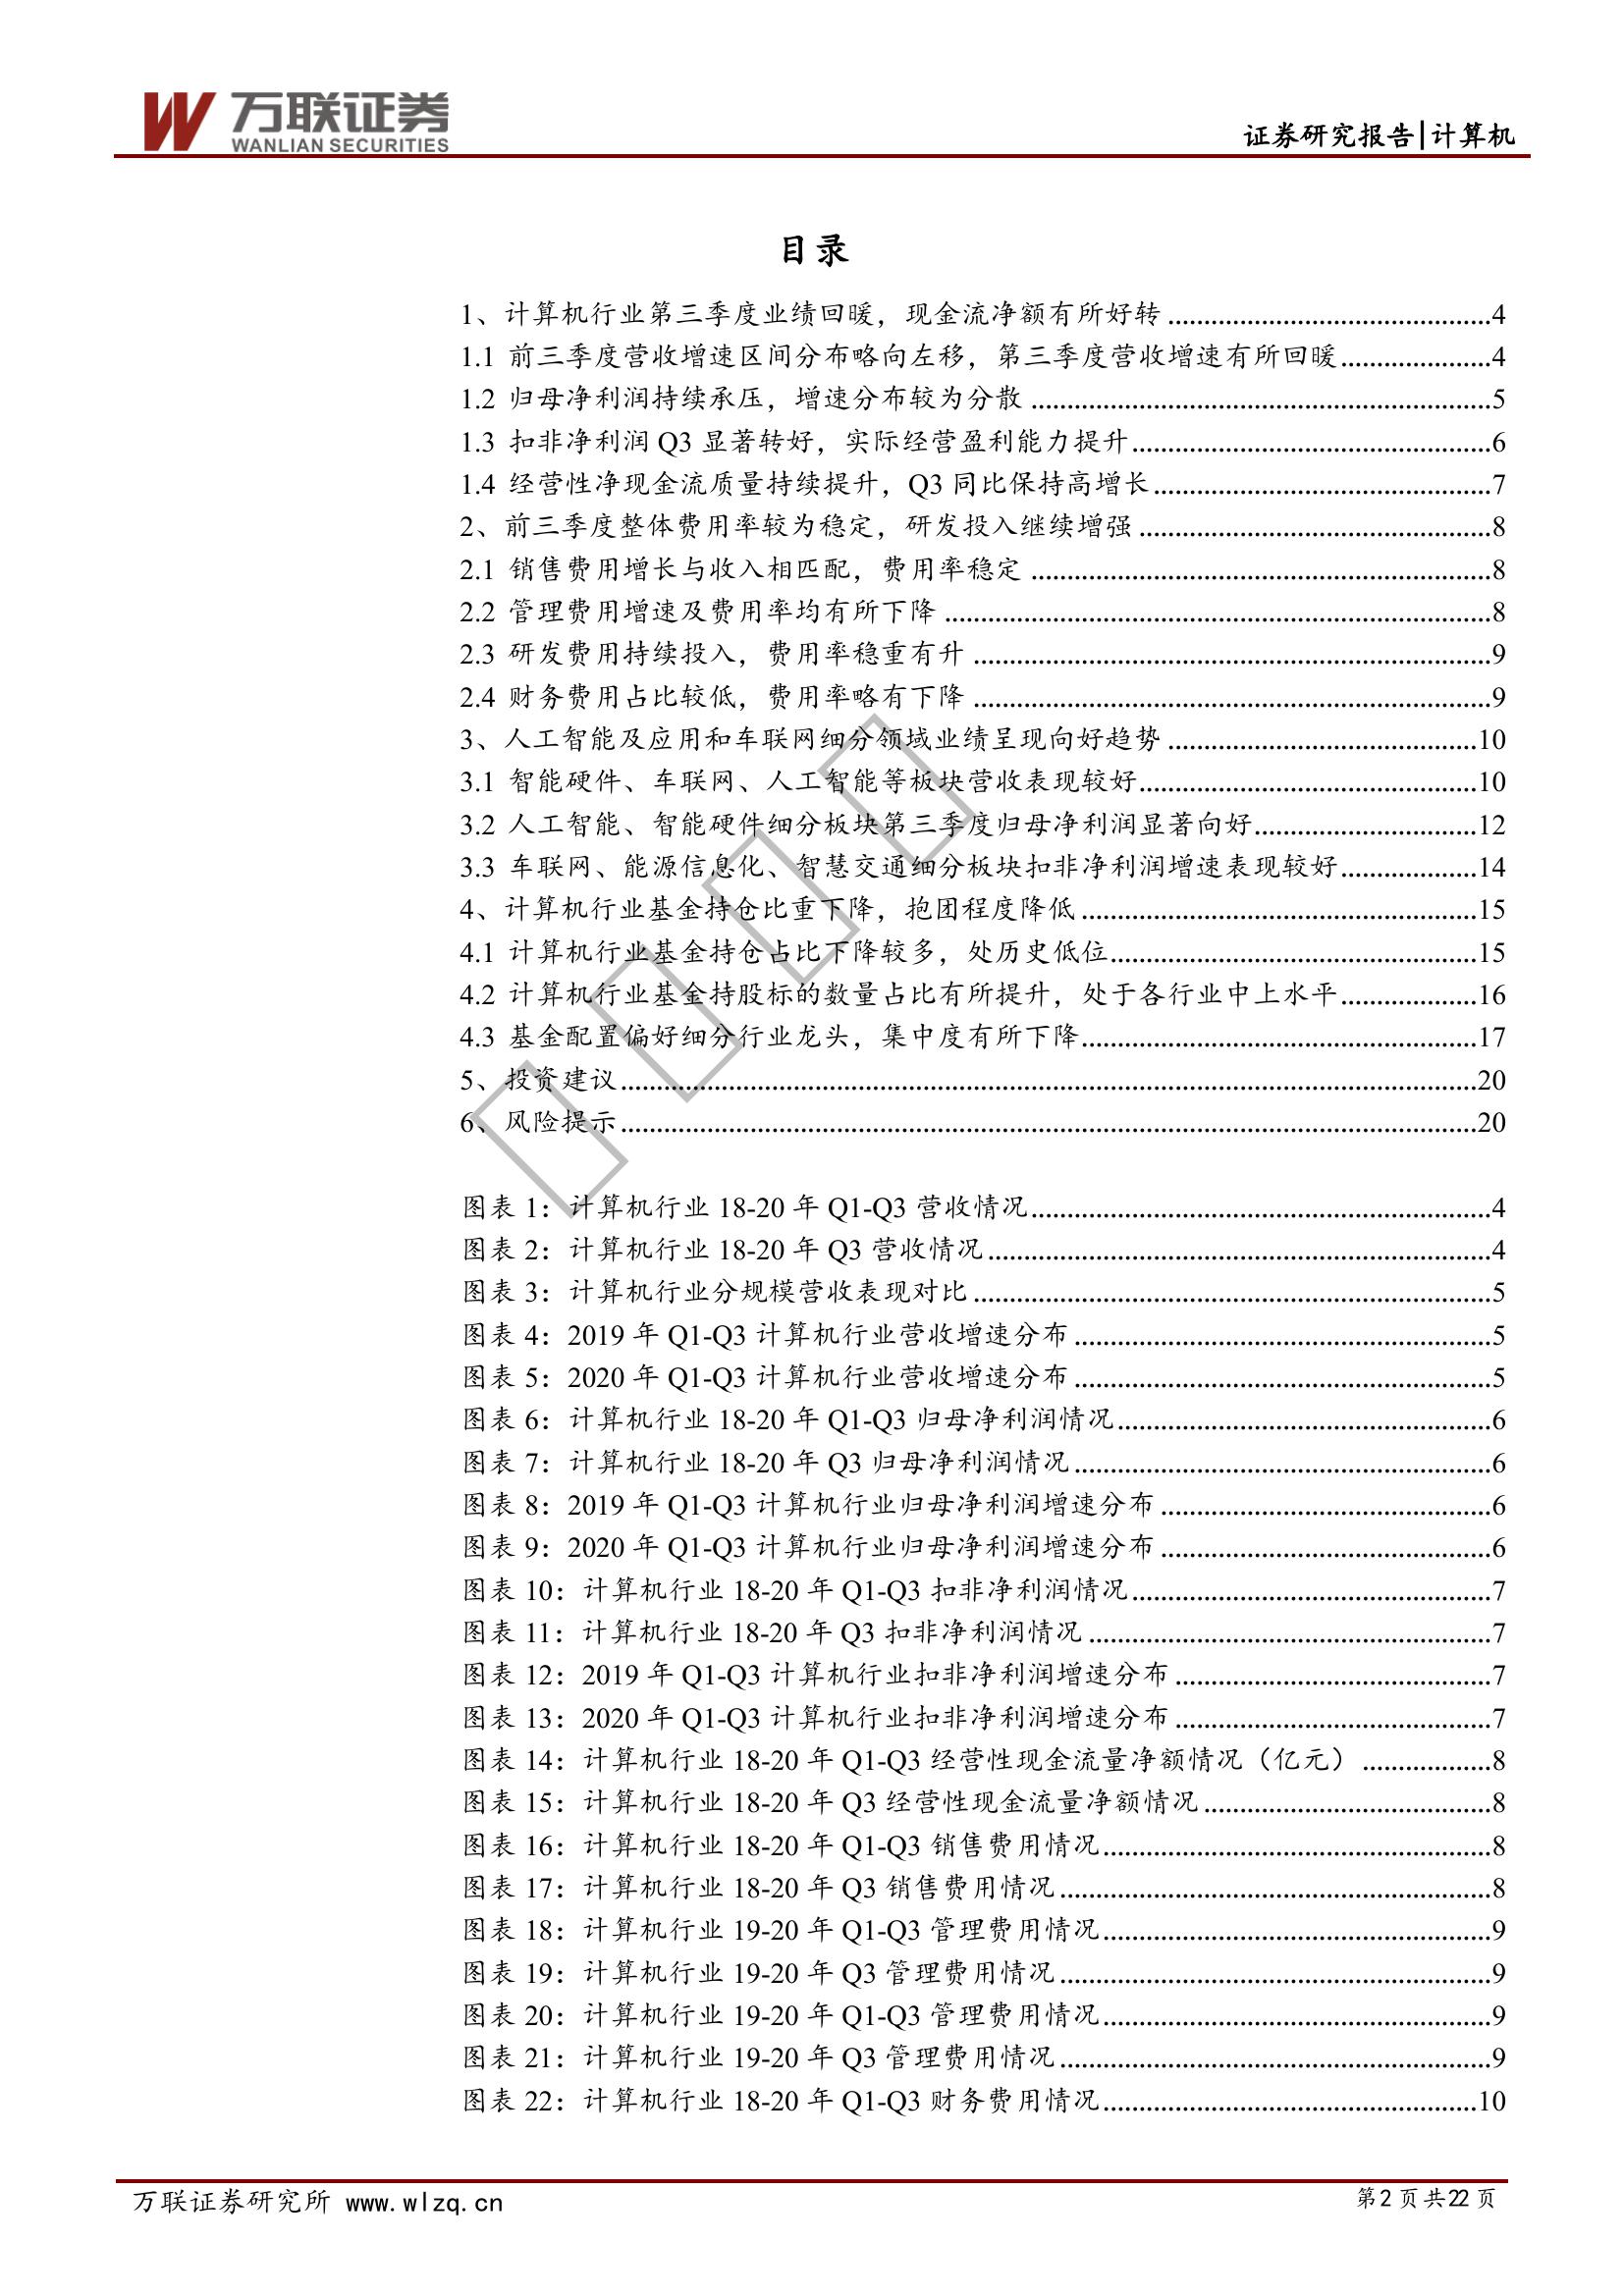 万联证券
WANLIAN SECURITIES
证券研究报告|计算机
目录
1、计算机行业第三季度业绩回暖，现金流净额有所好转.............................................4
1.1 前三季度营收增速区间分布略向左移，第三季度营收增速有所回暖.....................4
1.2 归母净利润持续承压，增速分布较为分散................................................................5
1.3 扣非净利润 Q3 显著转好，实际经营盈利能力提升..................................................6
1.4 经营性净现金流质量持续提升，Q3 同比保持高增长...............................................7
2、前三季度整体费用率较为稳定，研发投入继续增强.................................................8
2.1 销售费用增长与收入相匹配，费用率稳定................................................................8
2.2 管理费用增速及费用率均有所下降............................................................................8
2.3 研发费用持续投入，费用率稳重有升........................................................................9
2.4 财务费用占比较低，费用率略有下降........................................................................9
3、人工智能及应用和车联网细分领域业绩呈现向好趋势...........................................10
3.1 智能硬件、车联网、人工智能等板块营收表现较好...............................................10
3.2 人工智能、智能硬件细分板块第三季度归母净利润显著向好...............................12
3.3 车联网、能源信息化、智慧交通细分板块扣非净利润增速表现较好...................14
4、计算机行业基金持仓比重下降，抱团程度降低.......................................................15
4.1 计算机行业基金持仓占比下降较多，处历史低位...................................................15
4.2 计算机行业基金持股标的数量占比有所提升，处于各行业中上水平...................16
4.3 基金配置偏好细分行业龙头，集中度有所下降.......................................................17
5、投资建议.......................................................................................................................20
6、风险提示.......................................................................................................................20
图表 1：计算机行业 18-20 年 Q1-Q3 营收情况................................................................4
图表 2：计算机行业 18-20 年 Q3 营收情况......................................................................4
图表 3：计算机行业分规模营收表现对比........................................................................5
图表 4：2019 年 Q1-Q3 计算机行业营收增速分布..........................................................5
图表 5：2020 年 Q1-Q3 计算机行业营收增速分布..........................................................5
图表 6：计算机行业 18-20 年 Q1-Q3 归母净利润情况....................................................6
图表 7：计算机行业 18-20 年 Q3 归母净利润情况..........................................................6
图表 8：2019 年 Q1-Q3 计算机行业归母净利润增速分布..............................................6
图表 9：2020 年 Q1-Q3 计算机行业归母净利润增速分布..............................................6
图表 10：计算机行业 18-20 年 Q1-Q3 扣非净利润情况..................................................7
图表 11：计算机行业 18-20 年 Q3 扣非净利润情况........................................................7
图表 12：2019 年 Q1-Q3 计算机行业扣非净利润增速分布............................................7
图表 13：2020 年 Q1-Q3 计算机行业扣非净利润增速分布............................................7
图表 14：计算机行业 18-20 年 Q1-Q3 经营性现金流量净额情况（亿元）..................8
图表 15：计算机行业 18-20 年 Q3 经营性现金流量净额情况........................................8
图表 16：计算机行业 18-20 年 Q1-Q3 销售费用情况......................................................8
图表 17：计算机行业 18-20 年 Q3 销售费用情况............................................................8
图表 18：计算机行业 19-20 年 Q1-Q3 管理费用情况......................................................9
图表 19：计算机行业 19-20 年 Q3 管理费用情况............................................................9
图表 20：计算机行业 19-20 年 Q1-Q3 管理费用情况......................................................9
图表 21：计算机行业 19-20 年 Q3 管理费用情况............................................................9
图表 22：计算机行业 18-20 年 Q1-Q3 财务费用情况....................................................10
万联证券研究所 www.wlzq.cn
第2 页 共22 页